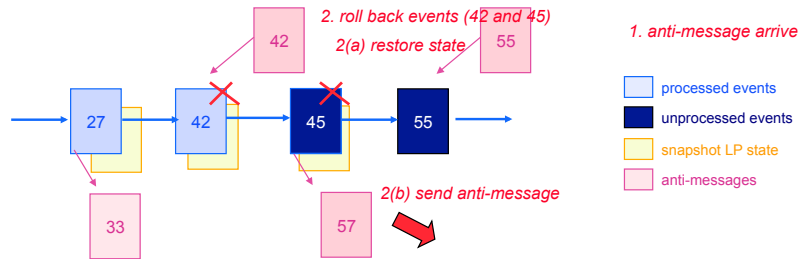 2. roll back events (42 and 45)
1. anti-message arrive
42
2(a) restore state
55
processed events
27
42
45
55
unprocessed events
snapshot LP state
anti-messages
2(b) send anti-message
33
57